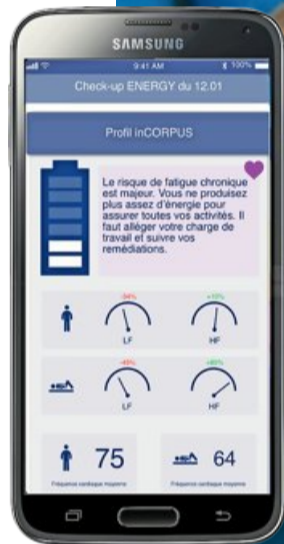 SAMSUNG
9:41 AM 100%
Check-up ENERGY du 12.01
Profil inCORPUS
Le risque de fatigue chronique
est majeur. Vous ne produisez
plus assez d'énergie pour
assurer toutes vos activités. Il
faut alléger votre charge de
travail et suivre vos
remédiations.
LF HF
LF HF
75 64
Fréquence cardiaque moyenne Fréquence cardiaque moyenne